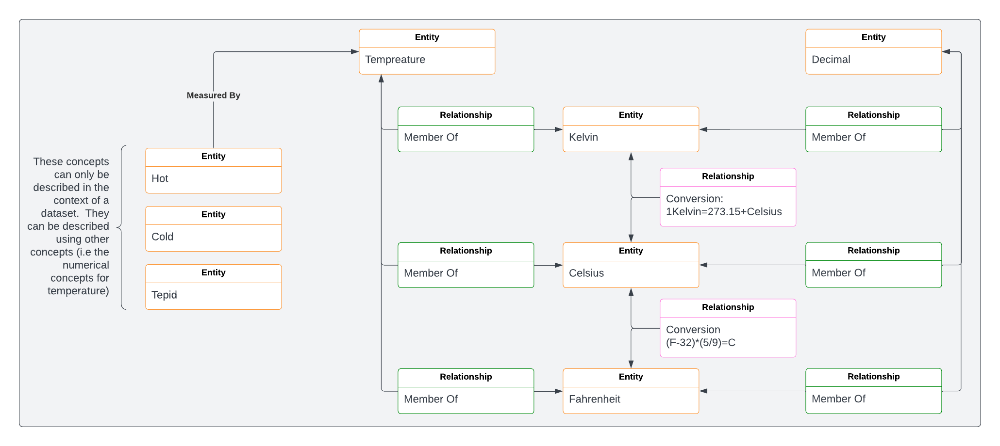 Entity
Tempreature
Entity
Decimal
Measured By
Relationship
Member Of
Entity
Kelvin
Relationship
Member Of
These concepts
can only be
described in the
context of a
dataset.  They
can be described
using other
concepts (i.e the
numerical
concepts for
temperature)
Entity
Hot
Entity
Cold
Entity
Tepid
Relationship
Conversion:
1Kelvin=273.15+Celsius
Relationship
Member Of
Entity
Celsius
Relationship
Member Of
Relationship
Conversion
(F-32)*(5/9)=C
Relationship
Member Of
Entity
Fahrenheit
Relationship
Member Of